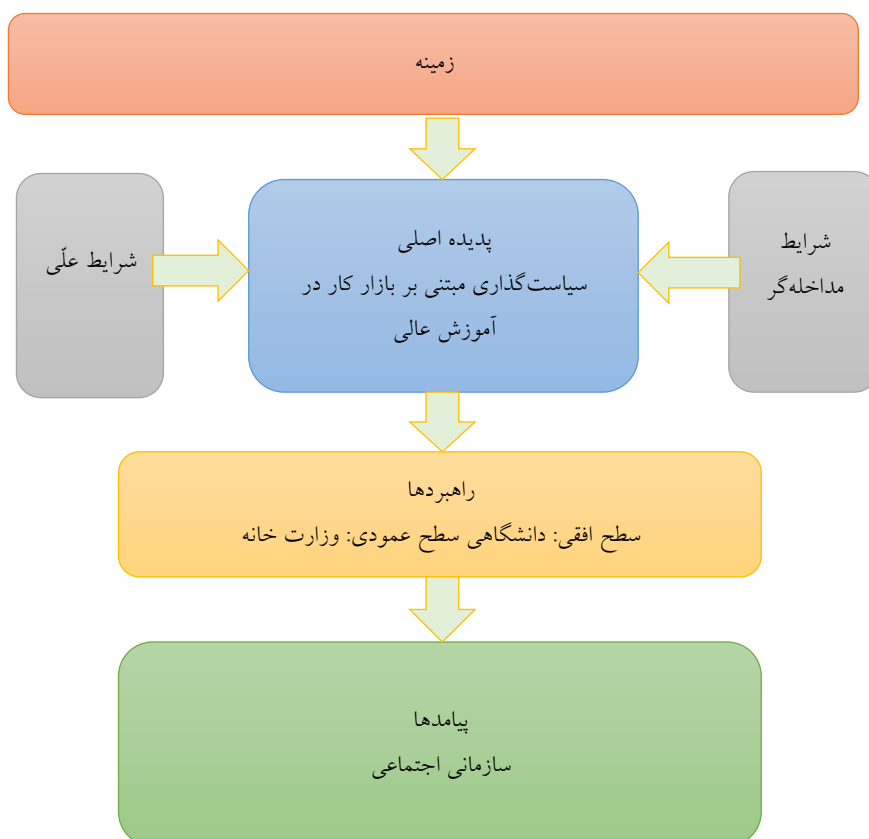 زمینه
شرایط
مداخله‌گر
پدیده اصلی
سیاست‌گذاری مبتنی بر بازار کار در
آموزش عالی
شرایط علّی
راهبردها
سطح افقی: دانشگاهی سطح عمودی: وزارت خانه
پیامدها
سازمانی اجتماعی